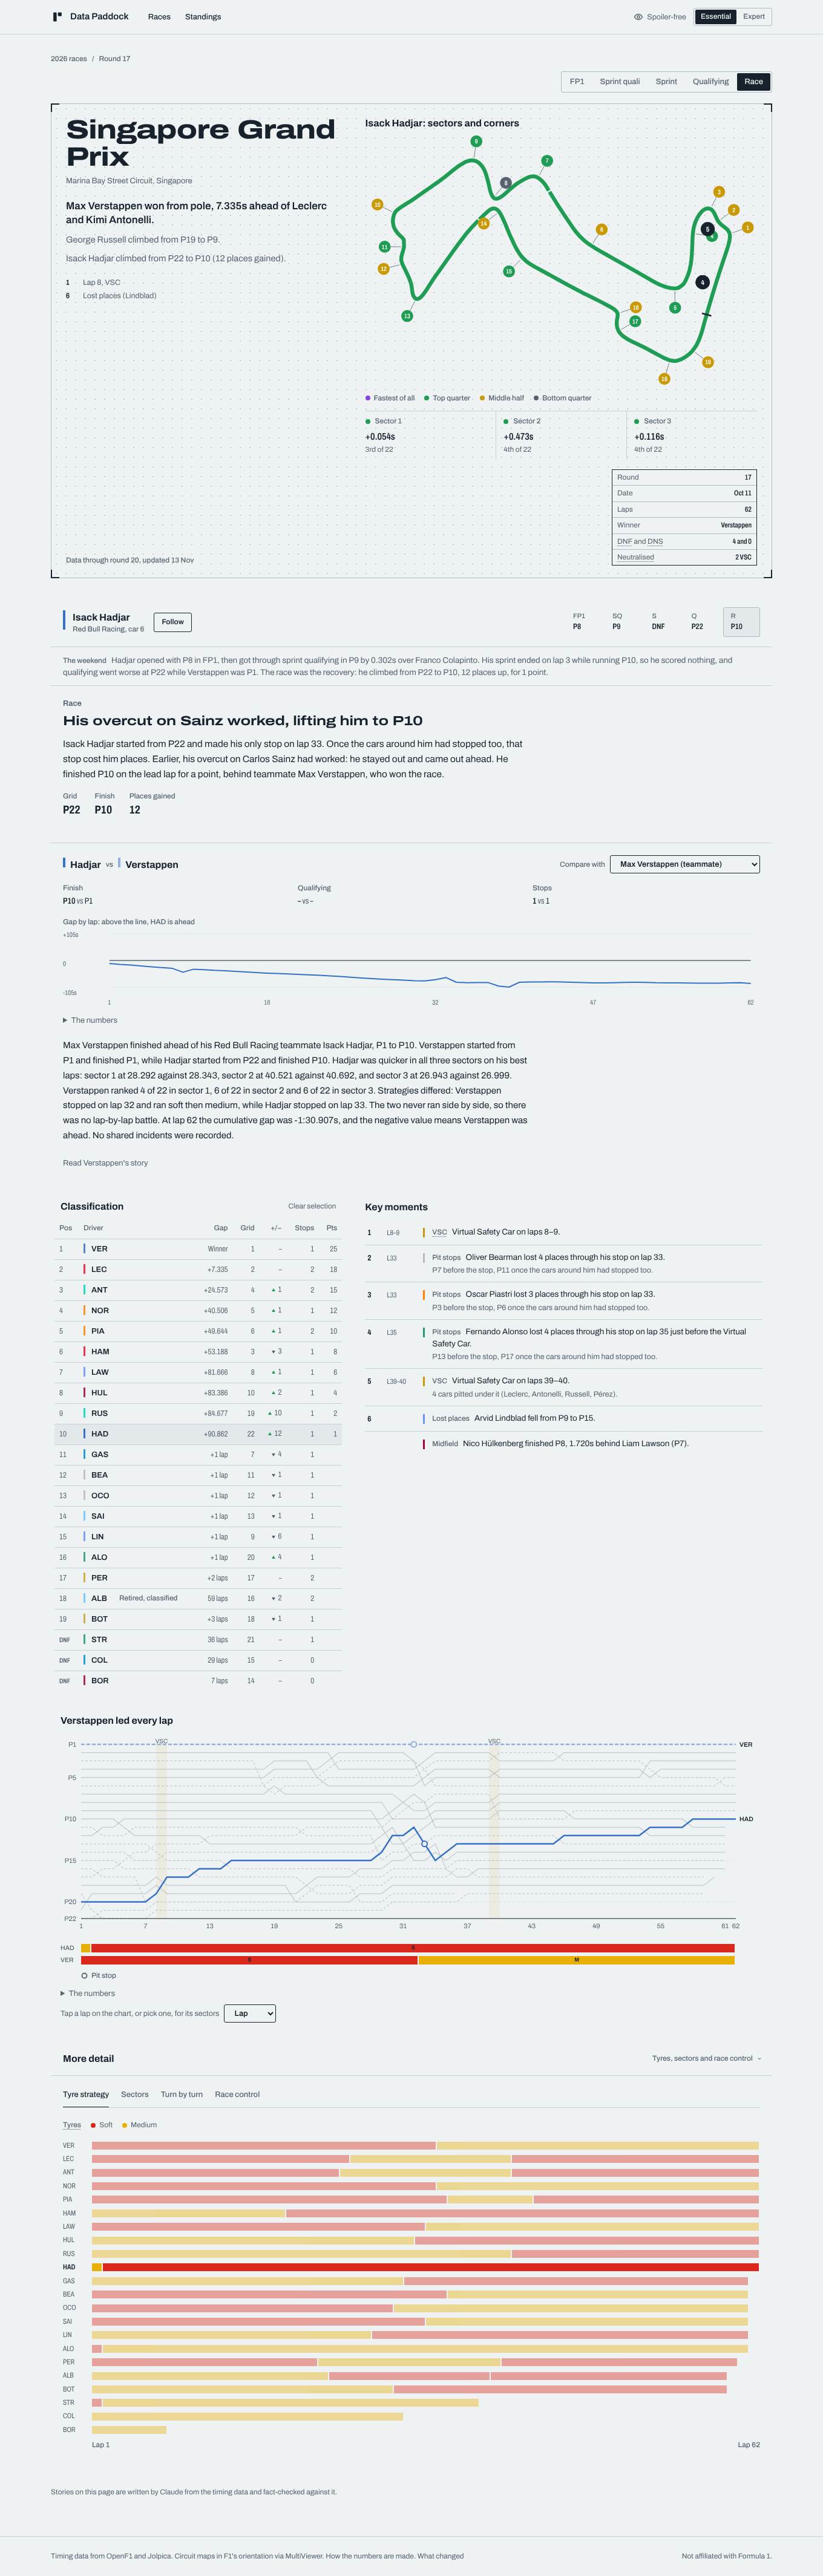 Data Paddock
Races
Standings
Spoiler-free
Essential
Expert
2026 races / Round 17
FP1
Sprint quali
Sprint
Qualifying
Race
Singapore Grand
Prix
Marina Bay Street Circuit, Singapore
Max Verstappen won from pole, 7.335s ahead of Leclerc
and Kimi Antonelli.
George Russell climbed from P19 to P9.
Isack Hadjar climbed from P22 to P10 (12 places gained).
1 Lap 8, VSC
6 Lost places (Lindblad)
Data through round 20, updated 13 Nov
Isack Hadjar: sectors and corners
Fastest of all
Top quarter
Middle half
Bottom quarter
Sector 1
+0.054s
3rd of 22
Sector 2
+0.473s
4th of 22
Sector 3
+0.116s
4th of 22
Round 17
Date Oct 11
Laps 62
Winner Verstappen
DNF and DNS 4 and 0
Neutralised 2 VSC
Isack Hadjar
Red Bull Racing, car 6
Follow
FP1 SQ S Q R
P8 P9 DNF P22 P10
The weekend Hadjar opened with P8 in FP1, then got through sprint qualifying in P9 by 0.302s over Franco Colapinto. His sprint ended on lap 3 while running P10, so he scored nothing, and
qualifying went worse at P22 while Verstappen was P1. The race was the recovery: he climbed from P22 to P10, 12 places up, for 1 point.
Race
His overcut on Sainz worked, lifting him to P10
Isack Hadjar started from P22 and made his only stop on lap 33. Once the cars around him had stopped too, that
stop cost him places. Earlier, his overcut on Carlos Sainz had worked: he stayed out and came out ahead. He
finished P10 on the lead lap for a point, behind teammate Max Verstappen, who won the race.
Grid Finish Places gained
P22 P10 12
Hadjar vs Verstappen
Compare with Max Verstappen (teammate)
Finish Qualifying Stops
P10 vs P1 – vs – 1 vs 1
Gap by lap: above the line, HAD is ahead
+105s
0
-105s
1 18 32 47 62
The numbers
Max Verstappen finished ahead of his Red Bull Racing teammate Isack Hadjar, P1 to P10. Verstappen started from
P1 and finished P1, while Hadjar started from P22 and finished P10. Hadjar was quicker in all three sectors on his best
laps: sector 1 at 28.292 against 28.343, sector 2 at 40.521 against 40.692, and sector 3 at 26.943 against 26.999.
Verstappen ranked 4 of 22 in sector 1, 6 of 22 in sector 2 and 6 of 22 in sector 3. Strategies differed: Verstappen
stopped on lap 32 and ran soft then medium, while Hadjar stopped on lap 33. The two never ran side by side, so there
was no lap-by-lap battle. At lap 62 the cumulative gap was -1:30.907s, and the negative value means Verstappen was
ahead. No shared incidents were recorded.
Read Verstappen's story
Classification
Clear selection
Pos Driver Gap Grid +/− Stops Pts
1 VER Winner 1 – 1 25
2 LEC +7.335 2 – 2 18
3 ANT +24.573 4 ▲ 1 2 15
4 NOR +40.506 5 ▲ 1 1 12
5 PIA +49.644 6 ▲ 1 2 10
6 HAM +53.188 3 ▼ 3 1 8
7 LAW +81.666 8 ▲ 1 1 6
8 HUL +83.386 10 ▲ 2 1 4
9 RUS +84.677 19 ▲ 10 1 2
10 HAD +90.862 22 ▲ 12 1 1
11 GAS +1 lap 7 ▼ 4 1
12 BEA +1 lap 11 ▼ 1 1
13 OCO +1 lap 12 ▼ 1 1
14 SAI +1 lap 13 ▼ 1 1
15 LIN +1 lap 9 ▼ 6 1
16 ALO +1 lap 20 ▲ 4 1
17 PER +2 laps 17 – 2
18 ALB Retired, classified 59 laps 16 ▼ 2 2
19 BOT +3 laps 18 ▼ 1 1
DNF STR 36 laps 21 – 1
DNF COL 29 laps 15 – 0
DNF BOR 7 laps 14 – 0
Key moments
1 L8-9 VSC Virtual Safety Car on laps 8–9.
2 L33 Pit stops Oliver Bearman lost 4 places through his stop on lap 33.
P7 before the stop, P11 once the cars around him had stopped too.
3 L33 Pit stops Oscar Piastri lost 3 places through his stop on lap 33.
P3 before the stop, P6 once the cars around him had stopped too.
4 L35 Pit stops Fernando Alonso lost 4 places through his stop on lap 35 just before the Virtual
Safety Car.
P13 before the stop, P17 once the cars around him had stopped too.
5 L39-40 VSC Virtual Safety Car on laps 39–40.
4 cars pitted under it (Leclerc, Antonelli, Russell, Pérez).
6 Lost places Arvid Lindblad fell from P9 to P15.
Midfield Nico Hülkenberg finished P8, 1.720s behind Liam Lawson (P7).
Verstappen led every lap
VSC VSC
P1 VER
P5
P10 HAD
P15
P20
P22
1 7 13 19 25 31 37 43 49 55 61 62
HAD S
VER S M
Pit stop
The numbers
Tap a lap on the chart, or pick one, for its sectors Lap
More detail
Tyres, sectors and race control
Tyre strategy
Sectors
Turn by turn
Race control
Tyres Soft Medium
VER
LEC
ANT
NOR
PIA
HAM
LAW
HUL
RUS
HAD
GAS
BEA
OCO
SAI
LIN
ALO
PER
ALB
BOT
STR
COL
BOR
Lap 1 Lap 62
Stories on this page are written by Claude from the timing data and fact-checked against it.
Timing data from OpenF1 and Jolpica. Circuit maps in F1's orientation via MultiViewer. How the numbers are made. What changed
Not affiliated with Formula 1.